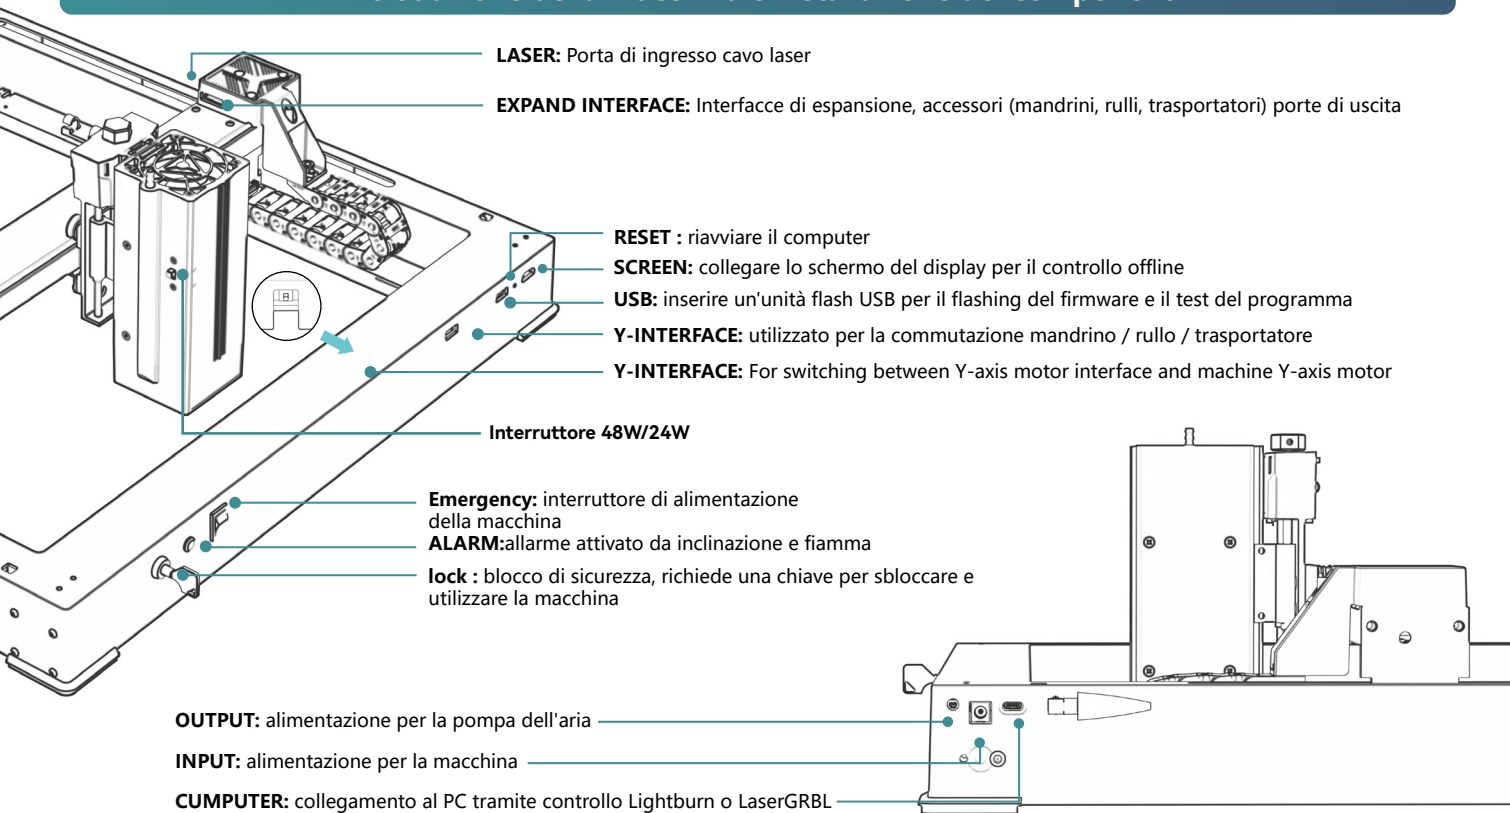 LASER: Porta di ingresso cavo laser
EXPAND INTERFACE: Interfacce di espansione, accessori (mandrini, rulli, trasportatori) porte di uscita
RESET : riavviare il computer
SCREEN: collegare lo schermo del display per il controllo offline
USB: inserire un'unità flash USB per il flashing del firmware e il test del programma
Y-INTERFACE: utilizzato per la commutazione mandrino / rullo / trasportatore
Y-INTERFACE: For switching between Y-axis motor interface and machine Y-axis motor
Interruttore 48W/24W
Emergency: interruttore di alimentazione
della macchina
ALARM:allarme attivato da inclinazione e fiamma
lock : blocco di sicurezza, richiede una chiave per sbloccare e
utilizzare la macchina
OUTPUT: alimentazione per la pompa dell'aria
INPUT: alimentazione per la macchina
CUMPUTER: collegamento al PC tramite controllo Lightburn o LaserGRBL